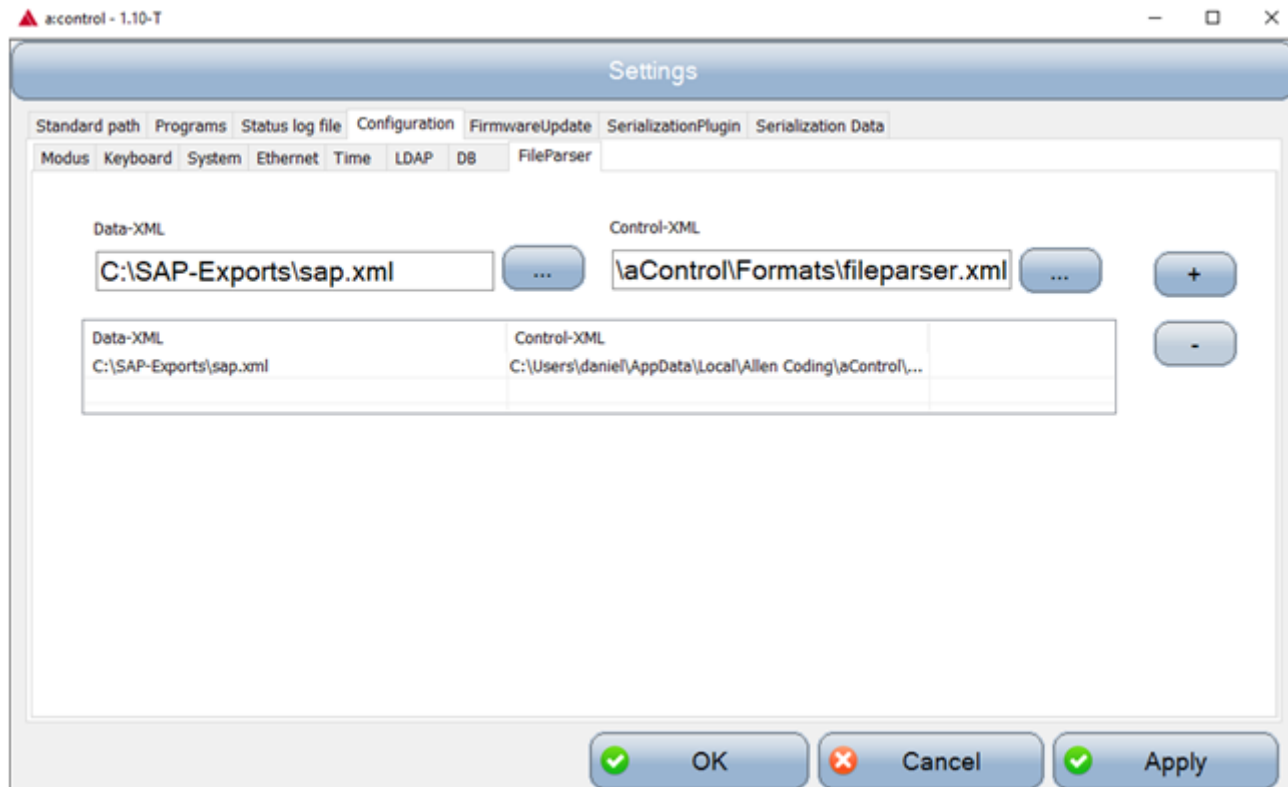 a:control - 1.10-T
Settings
Standard path Programs Status log file Configuration FirmwareUpdate SerializationPlugin Serialization Data
Modus Keyboard System Ethernet Time LDAP DB FileParser
Data-XML Control-XML
C:\SAP-Exports\sap.xml ... \aControl\Formats\fileparser.xml ... +
-
Data-XML Control-XML
C:\SAP-Exports\sap.xml C:\Users\daniel\AppData\Local\Allen Coding\aControl\...
OK Cancel Apply